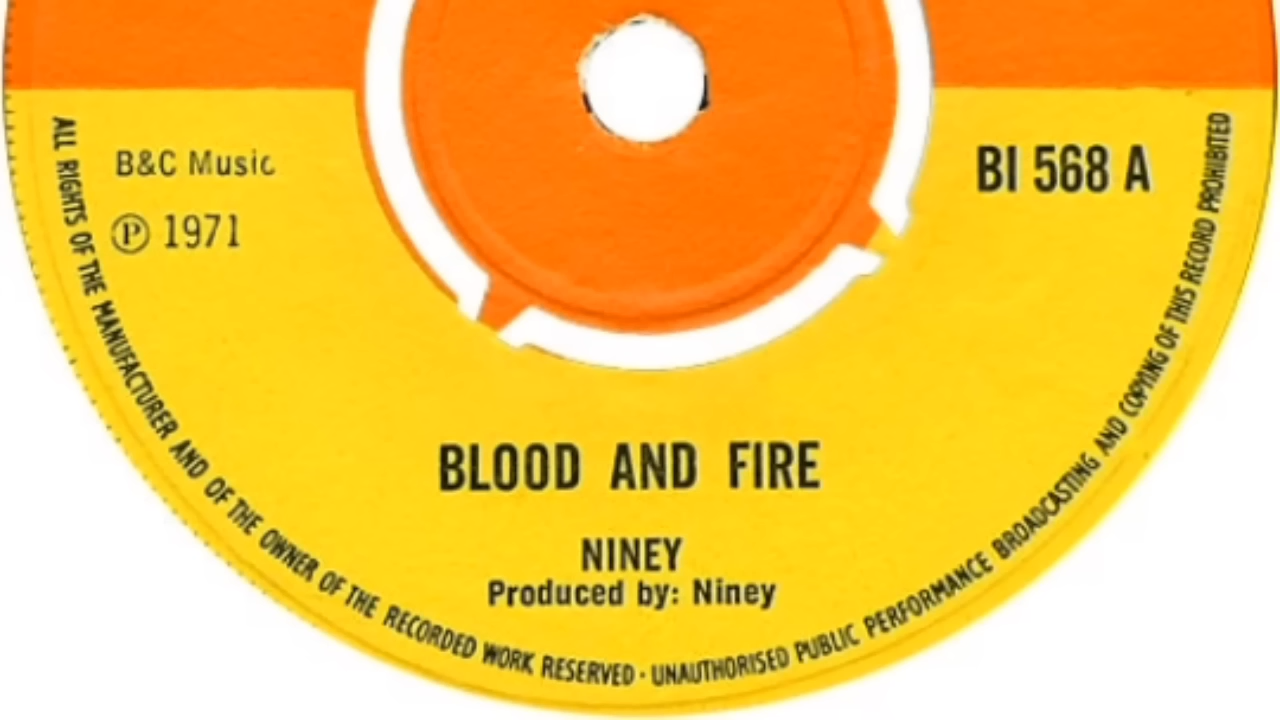 B&C Music
Ⓟ 1971
BI 568 A
BLOOD AND FIRE
NINEY
Produced by: Niney
ALL RIGHTS OF THE MANUFACTURER AND OF THE OWNER OF THE RECORDED WORK RESERVED · UNAUTHORISED PUBLIC PERFORMANCE BROADCASTING AND COPYING OF THIS RECORD PROHIBITED